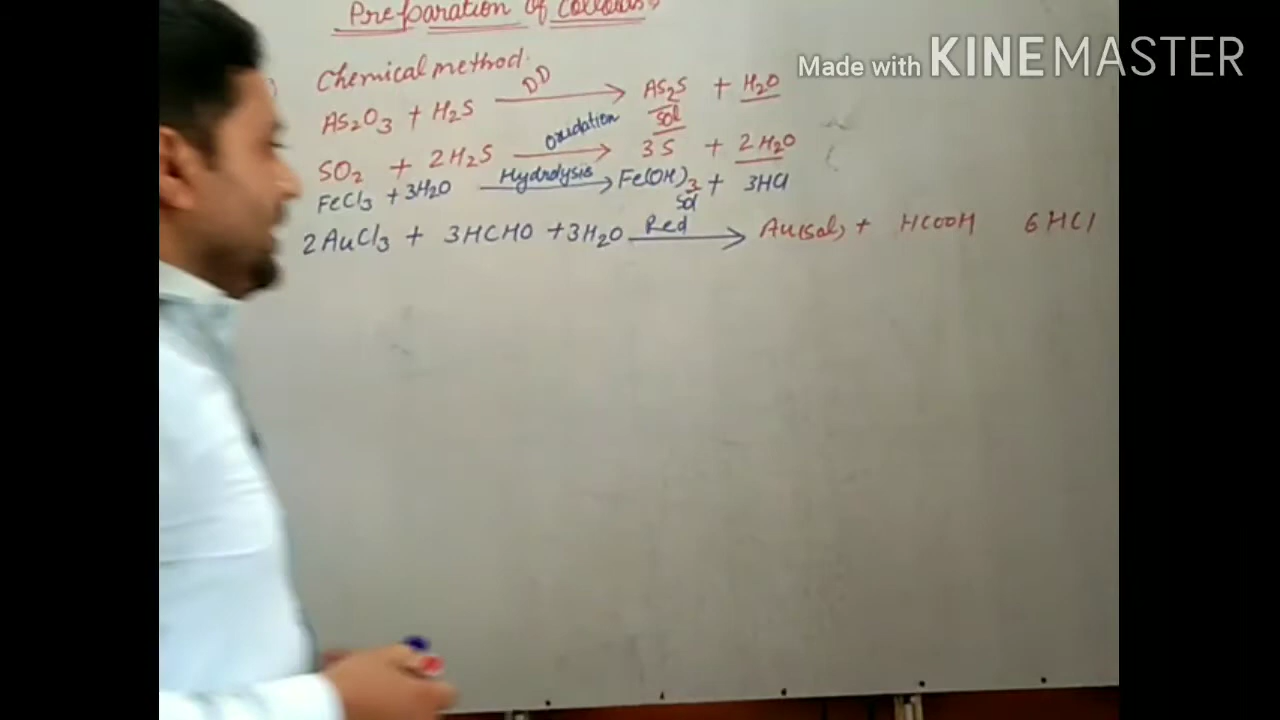 Preparation of Colloids
Made with KINEMASTER
Chemical method.
As2O3 + H2S DD → As2S + H2O
Sol
SO2 + 2H2S Oxidation → 3S + 2H2O
FeCl3 + 3H2O Hydrolysis → Fe(OH)3 + 3HCl
Sol
2AuCl3 + 3HCHO + 3H2O Red → Au(sol) + HCOOH 6HCl